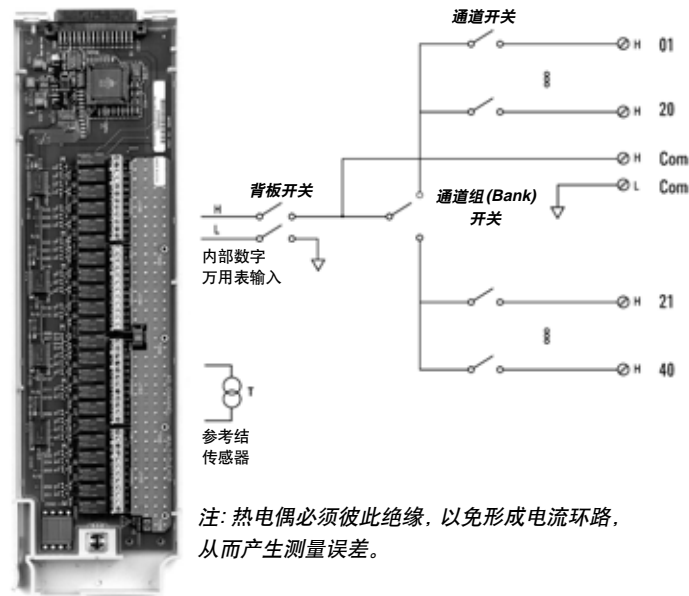 通道开关
H 01
H 20
H Com
L Com
背板开关
H
L
内部数字
万用表输入
通道组(Bank)
开关
H 21
H 40
T
参考结
传感器
注: 热电偶必须彼此绝缘, 以免形成电流环路,
从而产生测量误差。